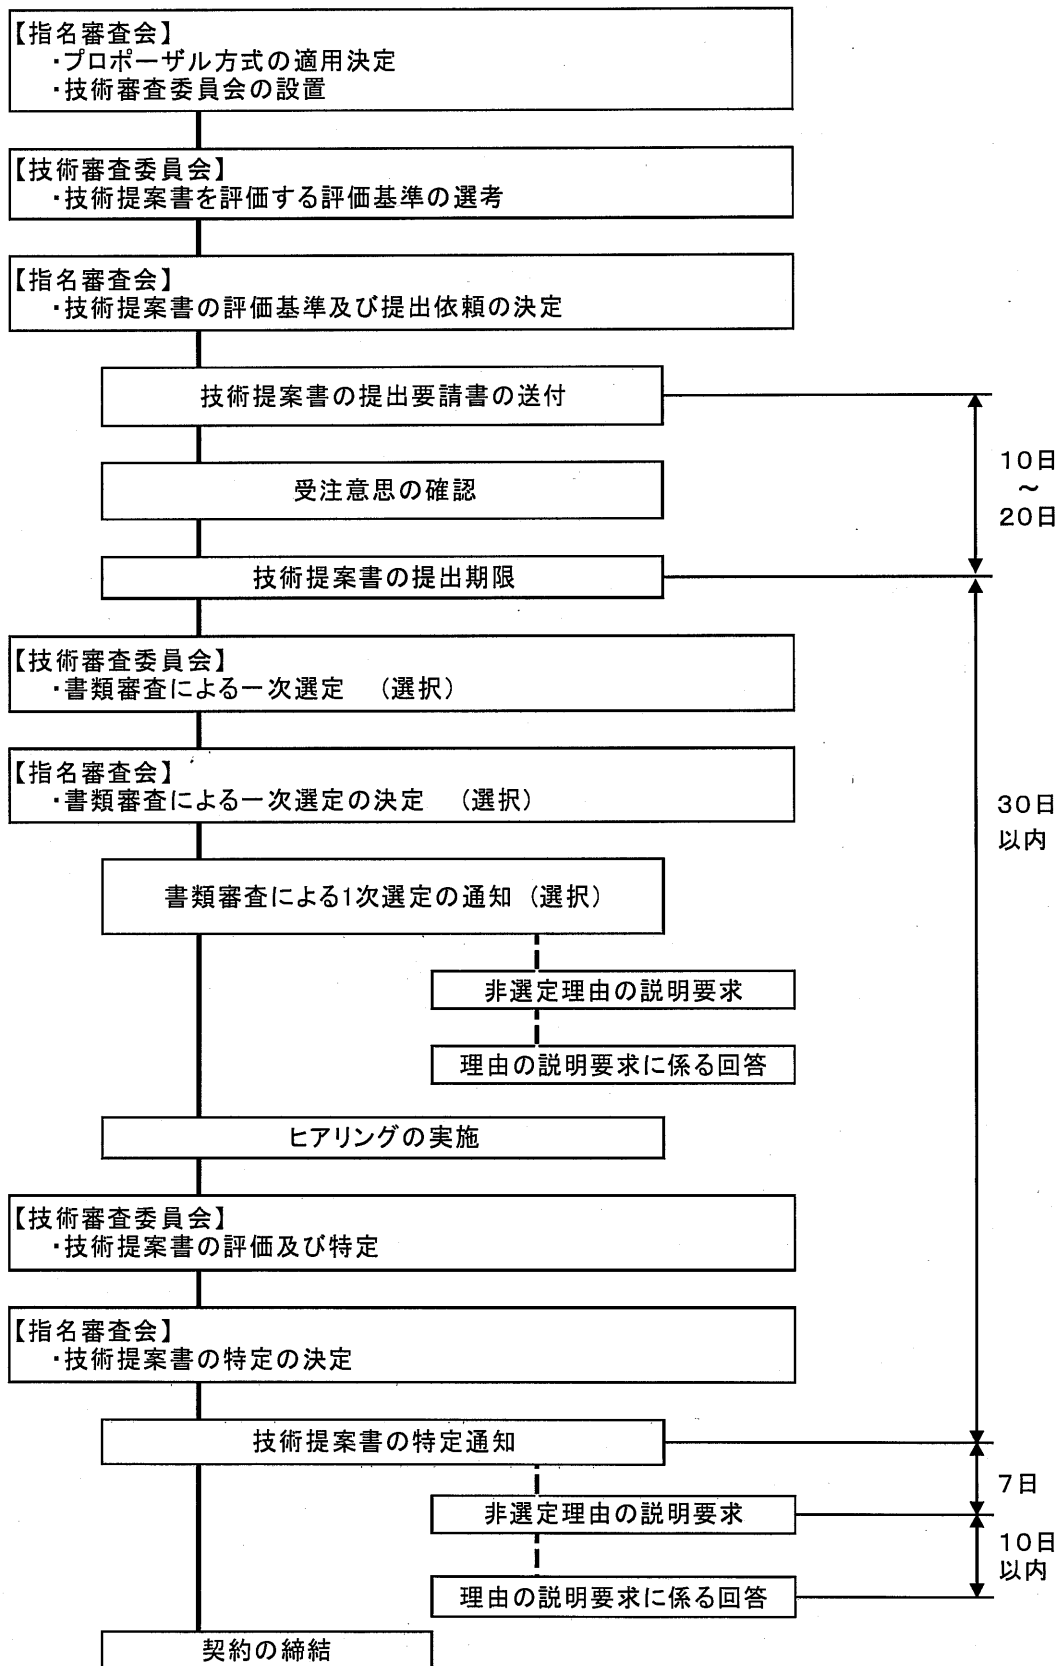 【指名審査会】
・プロポーザル方式の適用決定
・技術審査委員会の設置
【技術審査委員会】
・技術提案書を評価する評価基準の選考
【指名審査会】
・技術提案書の評価基準及び提出依頼の決定
技術提案書の提出要請書の送付
10日
～
20日
受注意思の確認
技術提案書の提出期限
【技術審査委員会】
・書類審査による一次選定 （選択）
【指名審査会】
・書類審査による一次選定の決定 （選択）
30日
以内
書類審査による1次選定の通知（選択）
非選定理由の説明要求
理由の説明要求に係る回答
ヒアリングの実施
【技術審査委員会】
・技術提案書の評価及び特定
【指名審査会】
・技術提案書の特定の決定
技術提案書の特定通知
7日
非選定理由の説明要求
10日
以内
理由の説明要求に係る回答
契約の締結